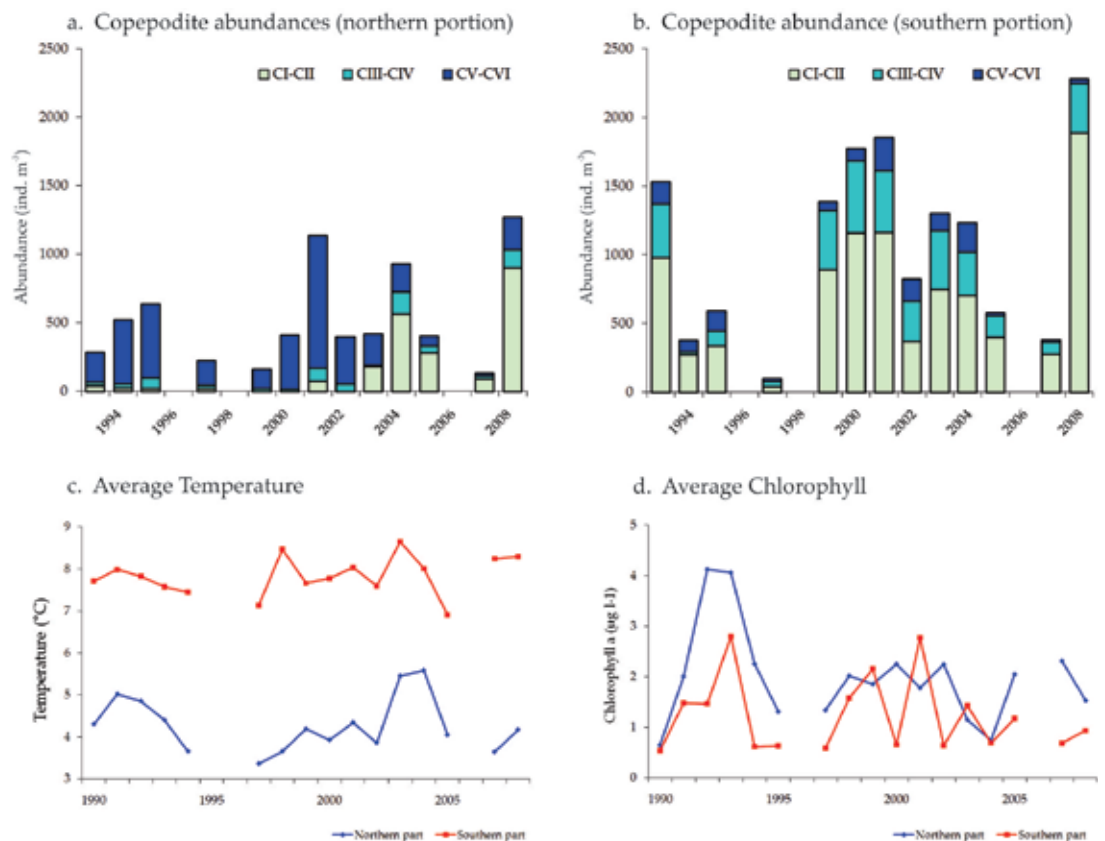 a. Copepodite abundances (northern portion)
2500
2000
1500
1000
500
0
Abundance (ind. m-3)
CI-CII CIII-CIV CV-CVI
1994 1996 1998 2000 2002 2004 2006 2008
b. Copepodite abundance (southern portion)
2500
2000
1500
1000
500
0
Abundance (ind. m-3)
CI-CII CIII-CIV CV-CVI
1994 1996 1998 2000 2002 2004 2006 2008
c. Average Temperature
9
8
7
6
5
4
3
Temperature (°C)
1990 1995 2000 2005
Northern part Southern part
d. Average Chlorophyll
5
4
3
2
1
0
Chlorophyll a (µg l-1)
1990 1995 2000 2005
Northern part Southern part